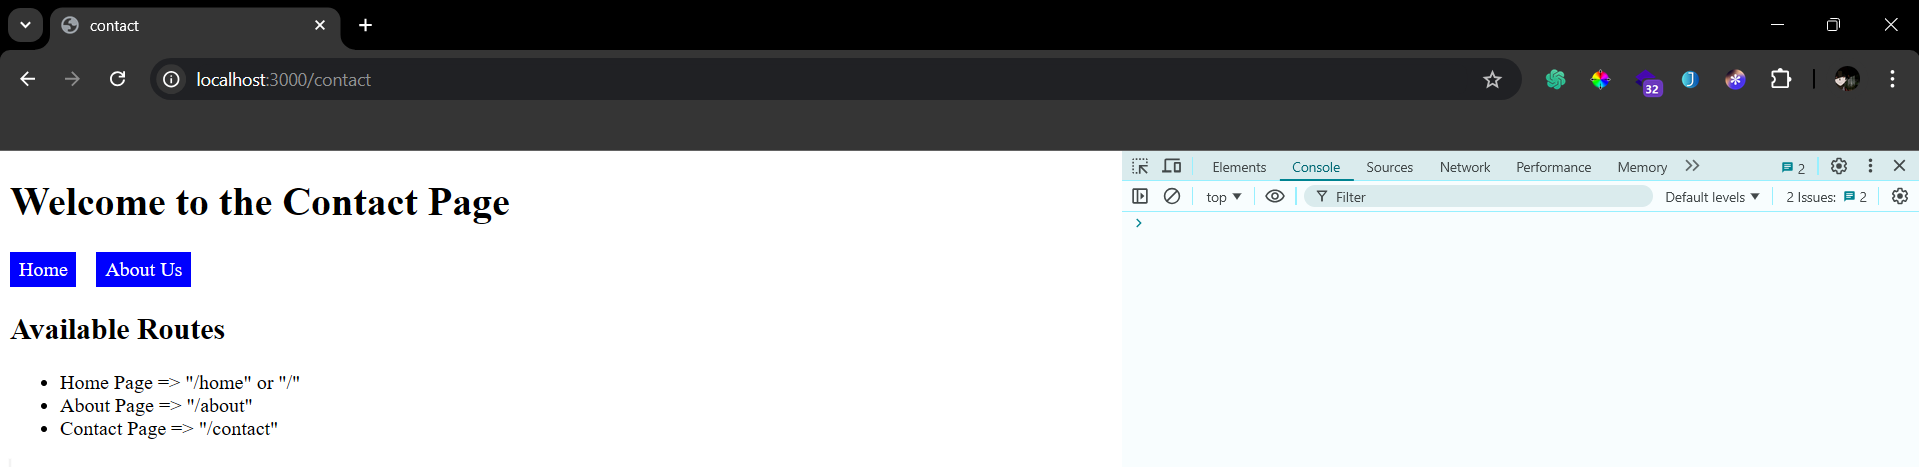 contact
localhost:3000/contact
32
Elements Console Sources Network Performance Memory 2
top Filter Default levels 2 Issues: 2
Welcome to the Contact Page
Home About Us
Available Routes
Home Page => "/home" or "/"
About Page => "/about"
Contact Page => "/contact"